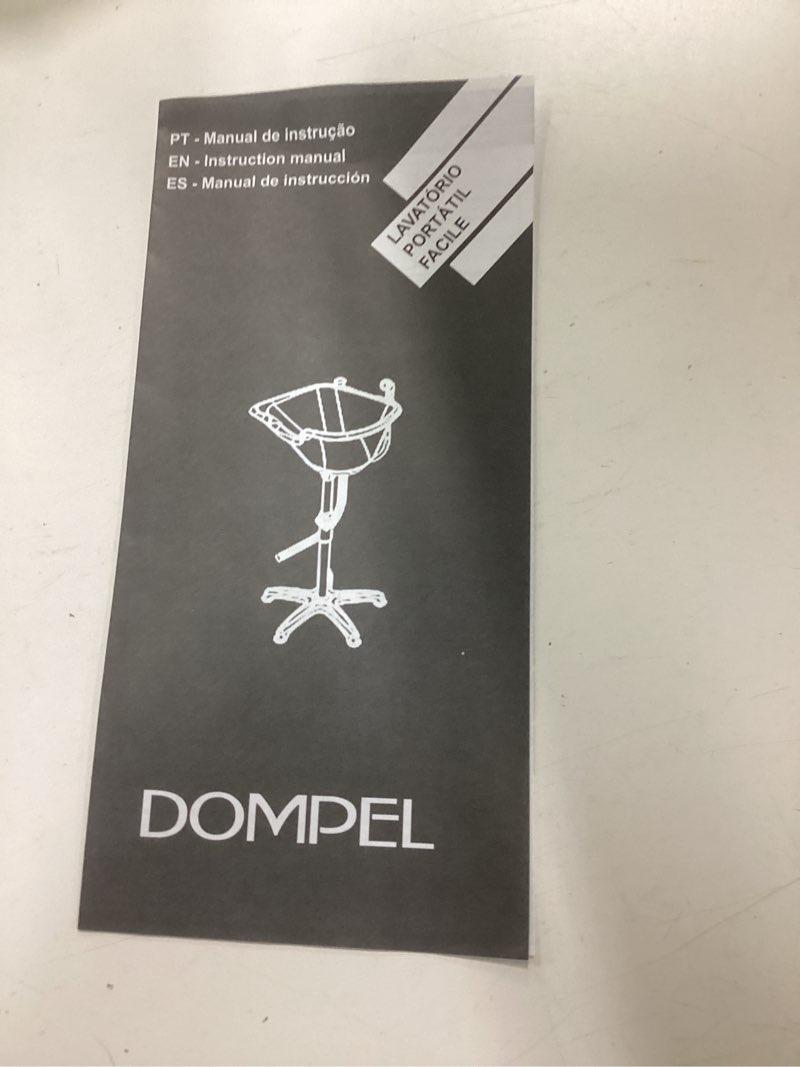 PT - Manual de instrução
EN - Instruction manual
ES - Manual de instrucción
LAVATÓRIO
PORTÁTIL
FACILE
DOMPEL